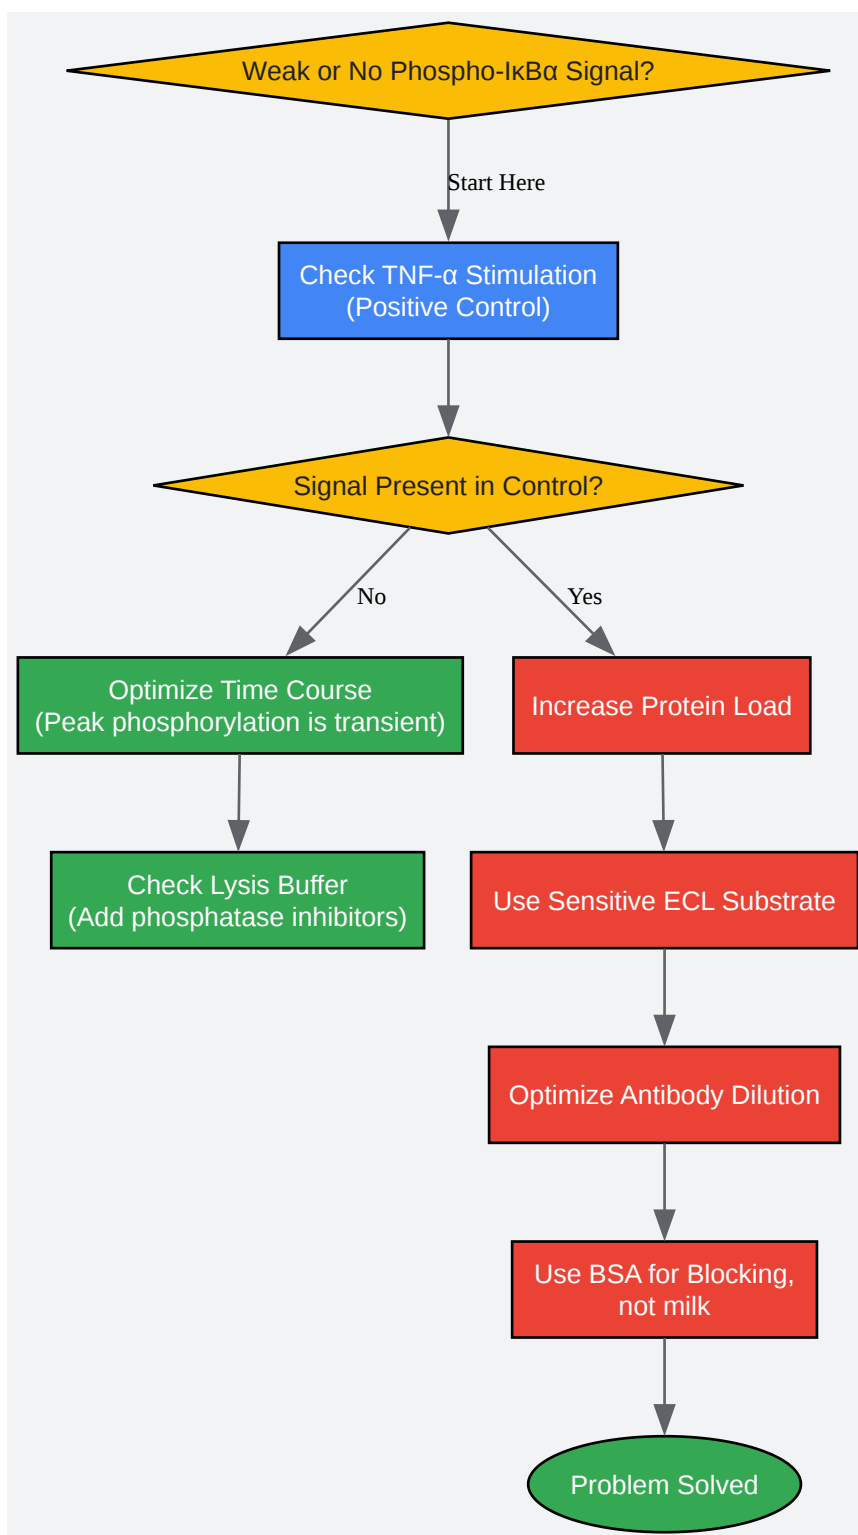 Weak or No Phospho-IκBα Signal?
Start Here
Check TNF-α Stimulation
(Positive Control)
Signal Present in Control?
No
Yes
Optimize Time Course
(Peak phosphorylation is transient)
Increase Protein Load
Check Lysis Buffer
(Add phosphatase inhibitors)
Use Sensitive ECL Substrate
Optimize Antibody Dilution
Use BSA for Blocking,
not milk
Problem Solved